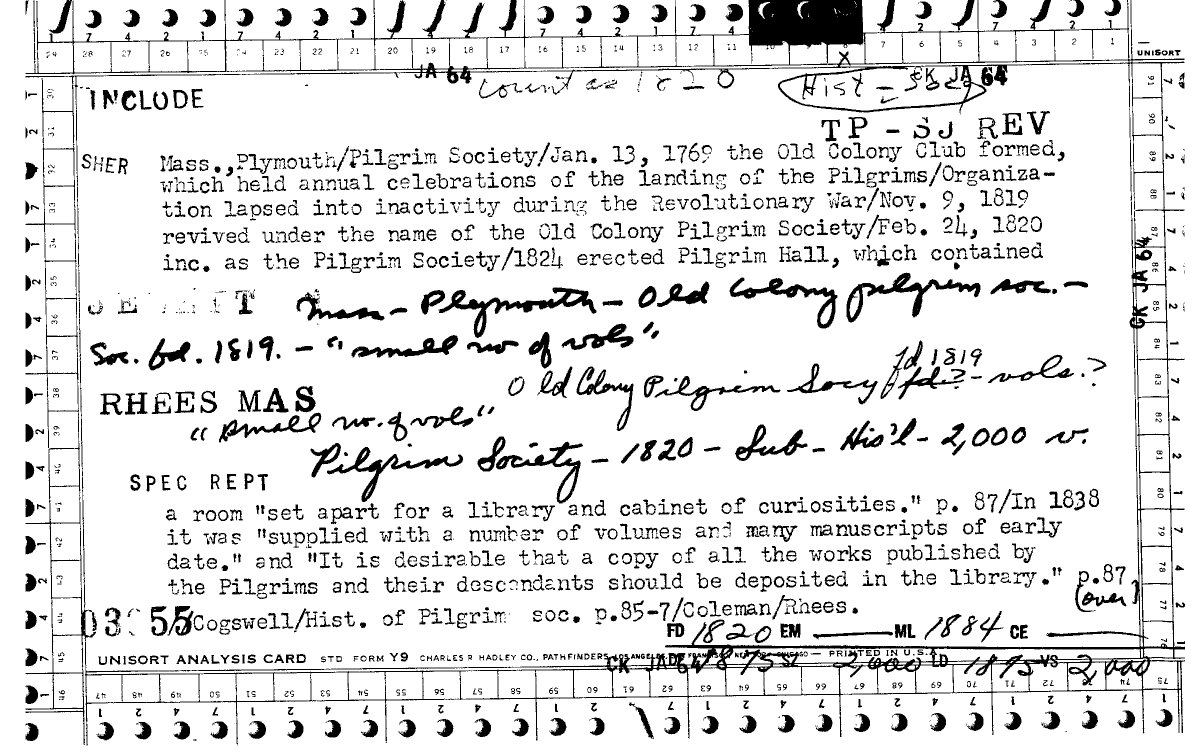 JA 64 Count as 1820 Hist - Soc CK JA 64
UNISORT
INCLUDE
TP - SJ REV
SHER Mass.,Plymouth/Pilgrim Society/Jan. 13, 1769 the Old Colony Club formed,
which held annual celebrations of the landing of the Pilgrims/Organiza-
tion lapsed into inactivity during the Revolutionary War/Nov. 9, 1819
revived under the name of the Old Colony Pilgrim Society/Feb. 24, 1820
inc. as the Pilgrim Society/1824 erected Pilgrim Hall, which contained
CK JA 64
Mass - Plymouth - Old Colony pilgrim soc. -
Soc. fd. 1819. - "small no of vols"
fd 1819
Old Colony Pilgrim Socy fd? - vols.?
RHEES MAS
"small no. of vols"
Pilgrim Society - 1820 - Sub - His'l - 2,000 v.
SPEC REPT
a room "set apart for a library and cabinet of curiosities." p. 87/In 1838
it was "supplied with a number of volumes and many manuscripts of early
date." and "It is desirable that a copy of all the works published by
the Pilgrims and their descendants should be deposited in the library." p.87
(over)
55/Cogswell/Hist. of Pilgrim soc. p.85-7/Coleman/Rhees.
FD 1820 EM ML 1884 CE
UNISORT ANALYSIS CARD STD FORM Y9 CHARLES R HADLEY CO., PATHFINDERS, LOS ANGELES PRINTED IN U.S.A.
CK JA 64 1875 SZ 2,000 LD 1875 VS 2,000